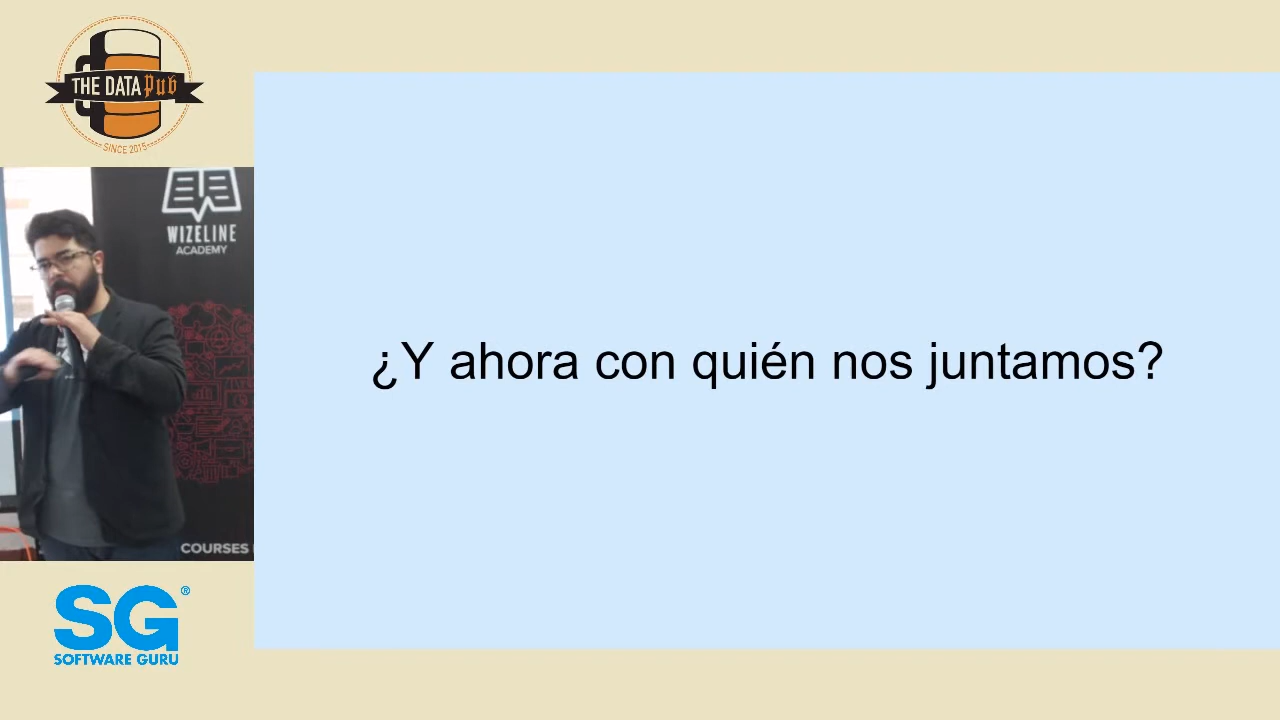 THE DATA Pub
SINCE 2015
WIZELINE
ACADEMY
COURSES
¿Y ahora con quién nos juntamos?
SG®
SOFTWARE GURU